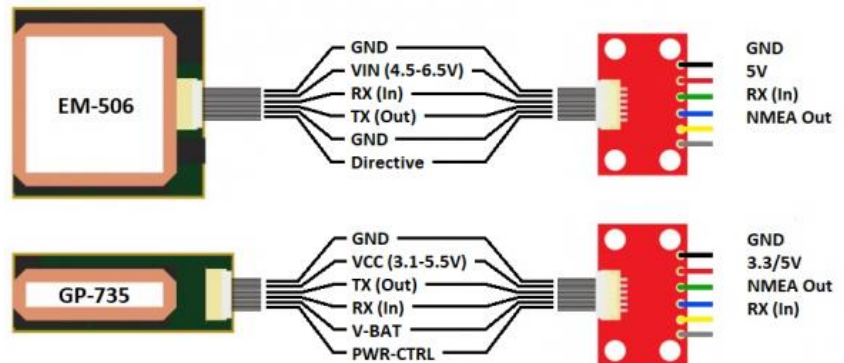 EM-506
GND
VIN (4.5-6.5V)
RX (In)
TX (Out)
GND
Directive
GND
5V
RX (In)
NMEA Out
GP-735
GND
VCC (3.1-5.5V)
TX (Out)
RX (In)
V-BAT
PWR-CTRL
GND
3.3/5V
NMEA Out
RX (In)